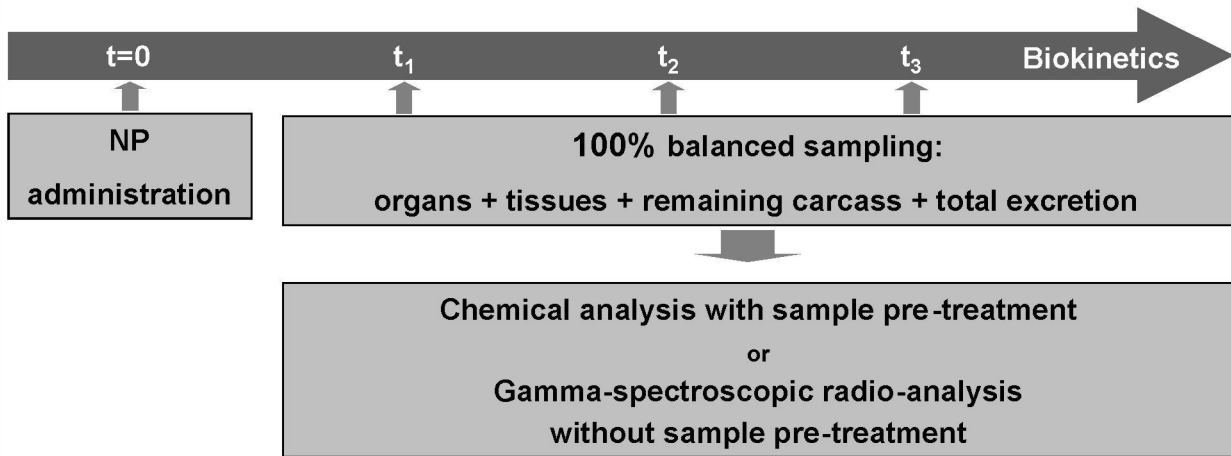 t=0 t₁ t₂ t₃ Biokinetics
NP
administration
100% balanced sampling:
organs + tissues + remaining carcass + total excretion
Chemical analysis with sample pre-treatment
or
Gamma-spectroscopic radio-analysis
without sample pre-treatment